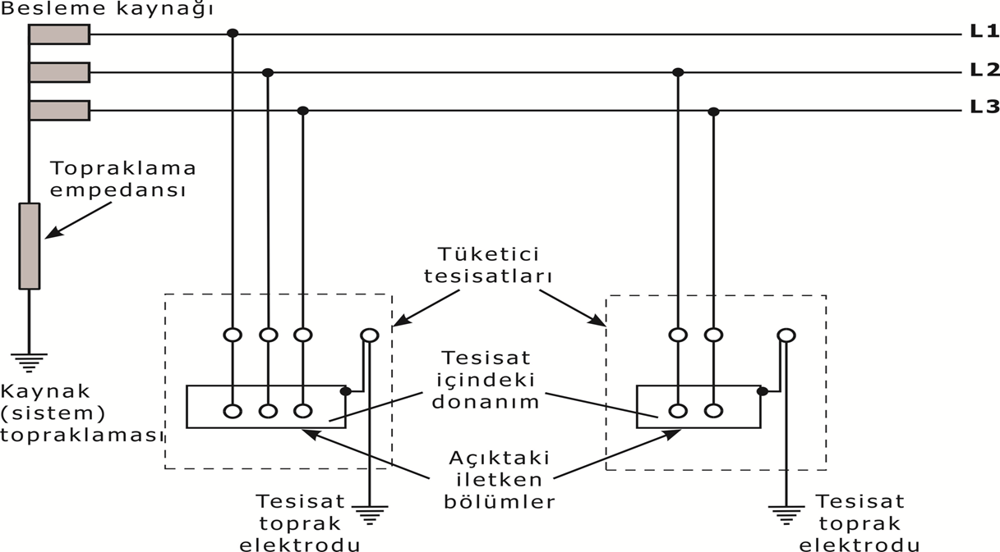 Besleme kaynağı
L1
L2
L3
Topraklama
empedansı
Tüketici
tesisatları
Tesisat
içindeki
donanım
Kaynak
(sistem)
topraklaması
Açıktaki
iletken
bölümler
Tesisat
toprak
elektrodu
Tesisat
toprak
elektrodu